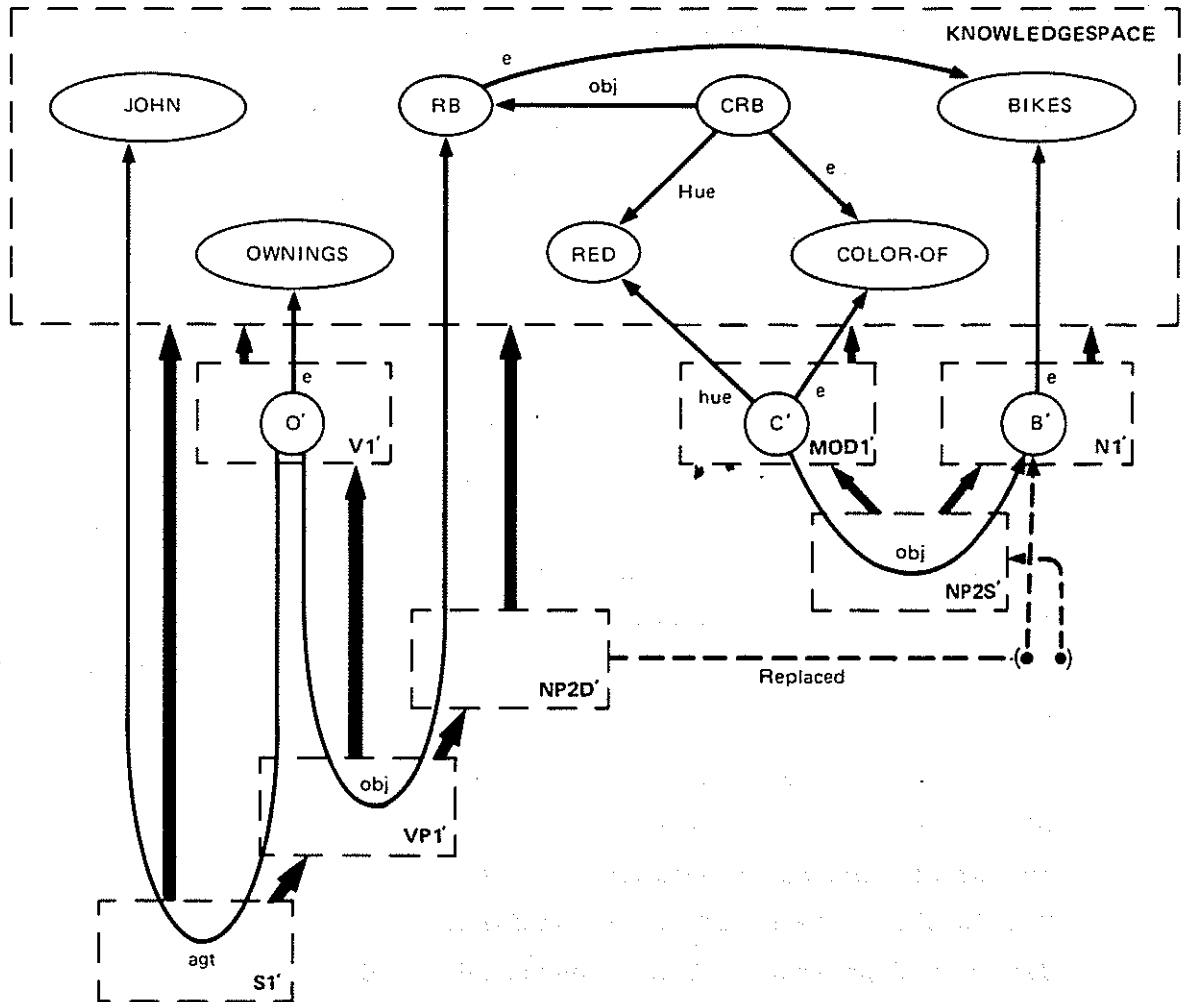 KNOWLEDGESPACE
e
JOHN
RB
obj
CRB
BIKES
Hue
e
OWNINGS
RED
COLOR-OF
e
hue
e
e
O'
C'
B'
V1'
MOD1'
N1'
obj
NP2S'
NP2D'
Replaced
( )
obj
VP1'
agt
S1'